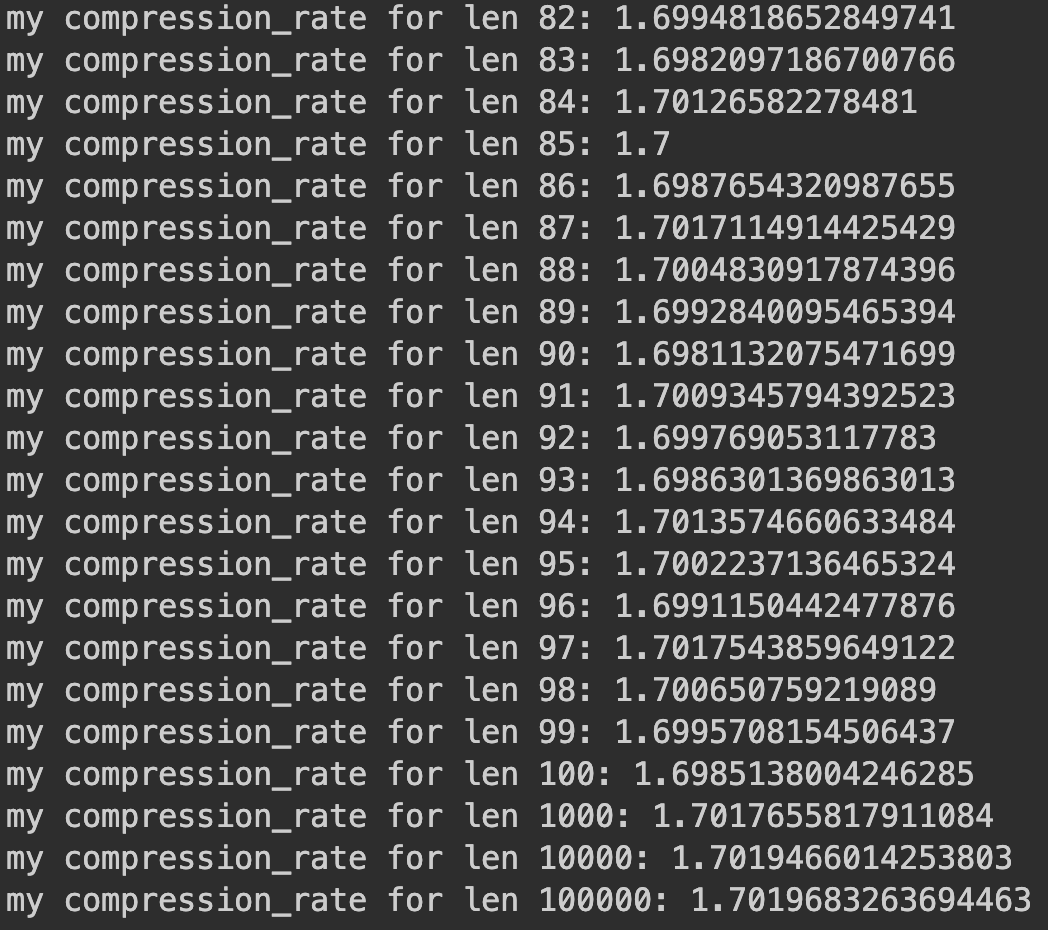 my compression_rate for len 82: 1.6994818652849741
my compression_rate for len 83: 1.6982097186700766
my compression_rate for len 84: 1.70126582278481
my compression_rate for len 85: 1.7
my compression_rate for len 86: 1.6987654320987655
my compression_rate for len 87: 1.7017114914425429
my compression_rate for len 88: 1.7004830917874396
my compression_rate for len 89: 1.6992840095465394
my compression_rate for len 90: 1.6981132075471699
my compression_rate for len 91: 1.7009345794392523
my compression_rate for len 92: 1.699769053117783
my compression_rate for len 93: 1.6986301369863013
my compression_rate for len 94: 1.7013574660633484
my compression_rate for len 95: 1.7002237136465324
my compression_rate for len 96: 1.6991150442477876
my compression_rate for len 97: 1.7017543859649122
my compression_rate for len 98: 1.700650759219089
my compression_rate for len 99: 1.6995708154506437
my compression_rate for len 100: 1.6985138004246285
my compression_rate for len 1000: 1.7017655817911084
my compression_rate for len 10000: 1.7019466014253803
my compression_rate for len 100000: 1.7019683263694463